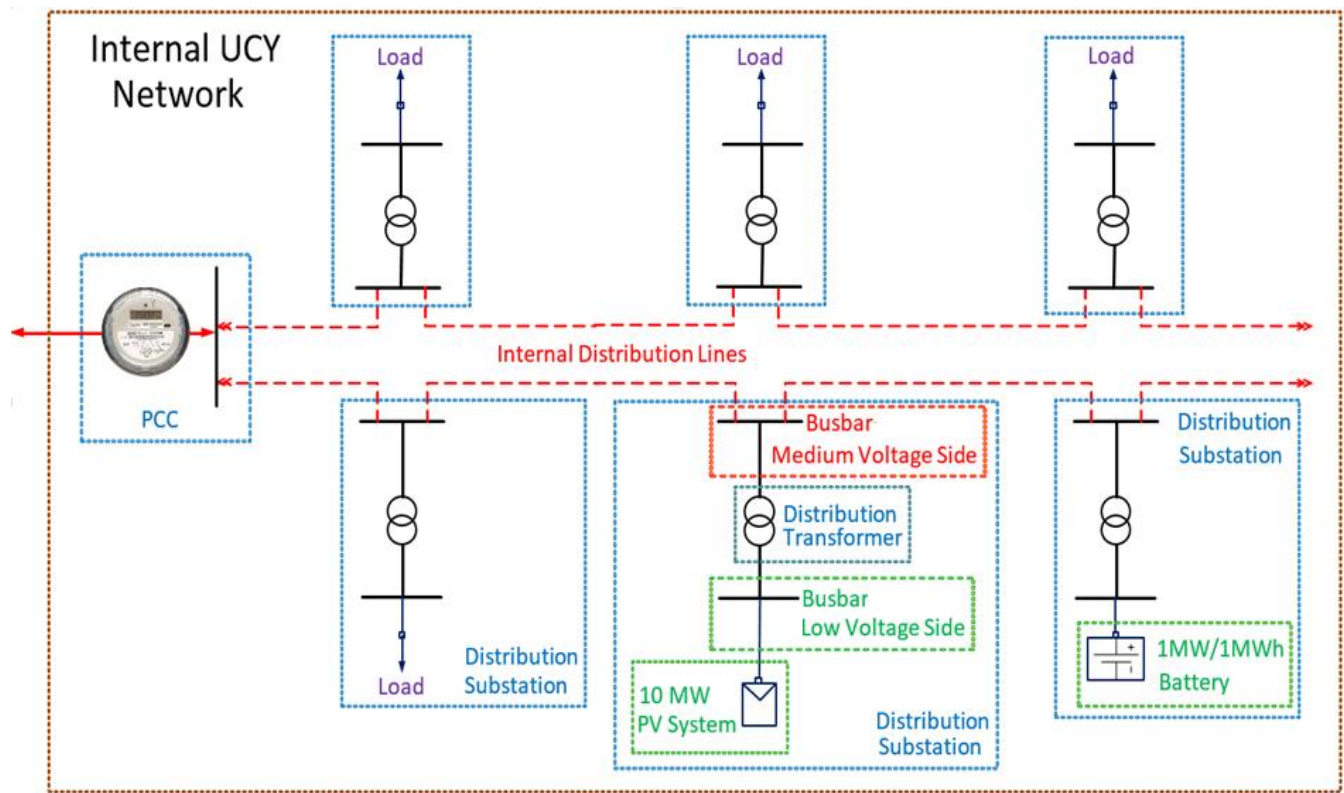 Internal UCY
Network
Load
Load
Load
Internal Distribution Lines
PCC
Busbar
Medium Voltage Side
Distribution
Substation
Distribution
Transformer
Busbar
Low Voltage Side
Distribution
Substation
Load
10 MW
PV System
Distribution
Substation
1MW/1MWh
Battery